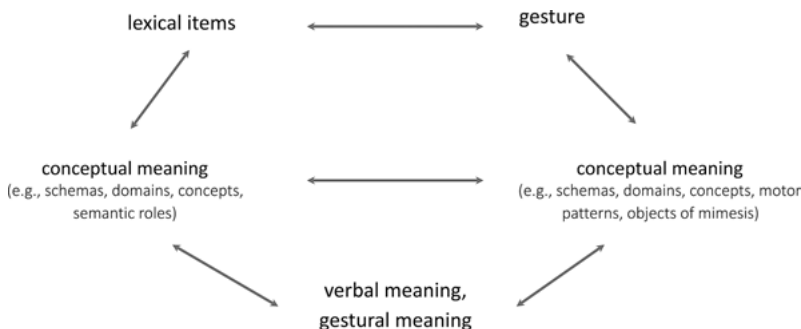 lexical items
gesture
conceptual meaning
(e.g., schemas, domains, concepts,
semantic roles)
conceptual meaning
(e.g., schemas, domains, concepts, motor
patterns, objects of mimesis)
verbal meaning,
gestural meaning